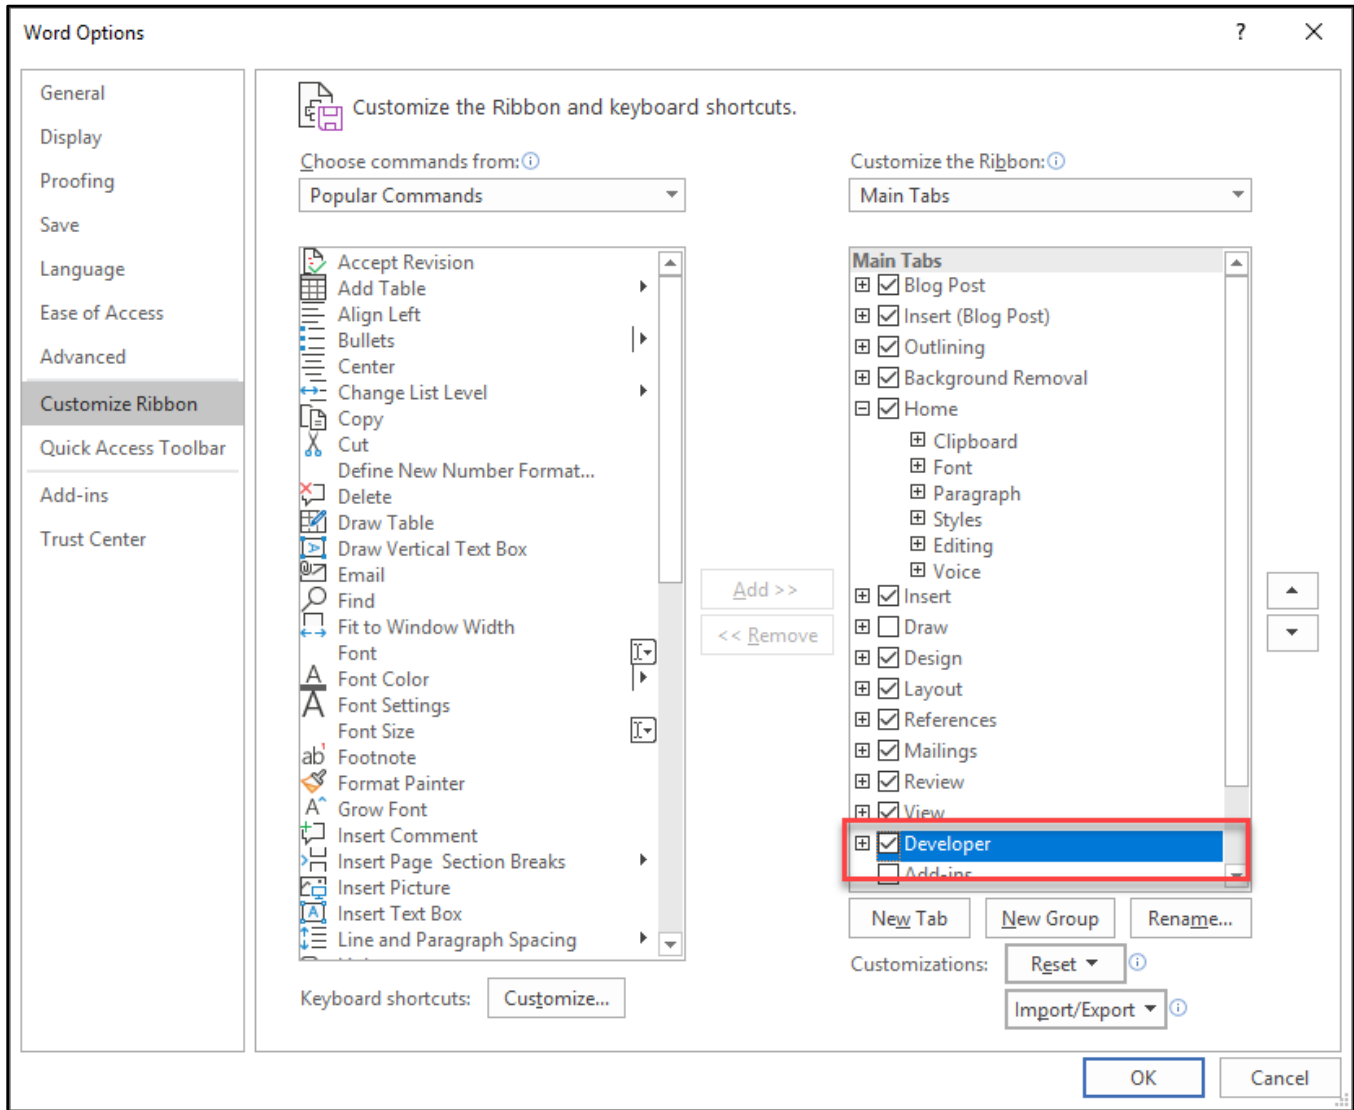 Word Options
?
General
Display
Proofing
Save
Language
Ease of Access
Advanced
Customize Ribbon
Quick Access Toolbar
Add-ins
Trust Center
Customize the Ribbon and keyboard shortcuts.
Choose commands from:
Popular Commands
Accept Revision
Add Table
Align Left
Bullets
Center
Change List Level
Copy
Cut
Define New Number Format...
Delete
Draw Table
Draw Vertical Text Box
Email
Find
Fit to Window Width
Font
Font Color
Font Settings
Font Size
Footnote
Format Painter
Grow Font
Insert Comment
Insert Page  Section Breaks
Insert Picture
Insert Text Box
Line and Paragraph Spacing
Keyboard shortcuts:
Customize...
Add >>
<< Remove
Customize the Ribbon:
Main Tabs
Main Tabs
Blog Post
Insert (Blog Post)
Outlining
Background Removal
Home
Clipboard
Font
Paragraph
Styles
Editing
Voice
Insert
Draw
Design
Layout
References
Mailings
Review
View
Developer
Add-ins
New Tab
New Group
Rename...
Customizations:
Reset
Import/Export
OK
Cancel